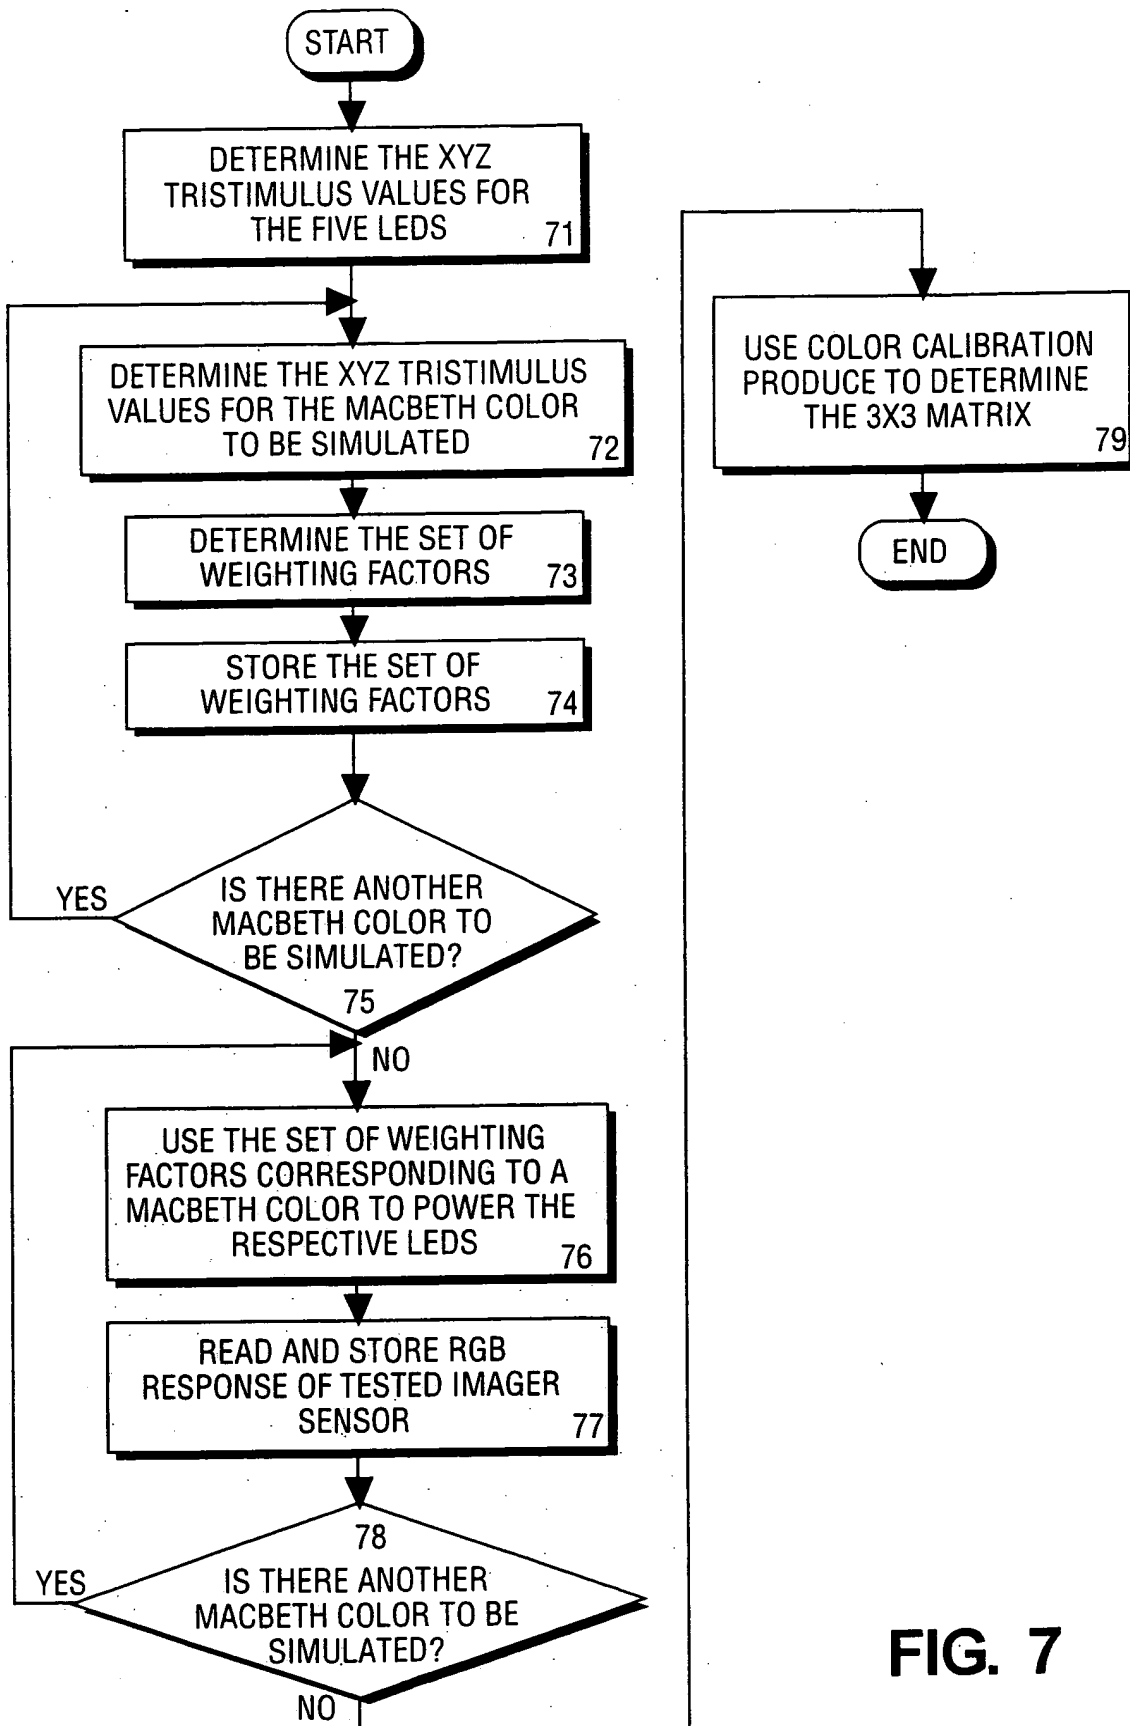 START
DETERMINE THE XYZ
TRISTIMULUS VALUES FOR
THE FIVE LEDS
71
DETERMINE THE XYZ TRISTIMULUS
VALUES FOR THE MACBETH COLOR
TO BE SIMULATED
72
DETERMINE THE SET OF
WEIGHTING FACTORS
73
STORE THE SET OF
WEIGHTING FACTORS
74
YES
IS THERE ANOTHER
MACBETH COLOR TO
BE SIMULATED?
75
NO
USE THE SET OF WEIGHTING
FACTORS CORRESPONDING TO A
MACBETH COLOR TO POWER THE
RESPECTIVE LEDS
76
READ AND STORE RGB
RESPONSE OF TESTED IMAGER
SENSOR
77
78
YES
IS THERE ANOTHER
MACBETH COLOR TO BE
SIMULATED?
NO
USE COLOR CALIBRATION
PRODUCE TO DETERMINE
THE 3X3 MATRIX
79
END
FIG. 7